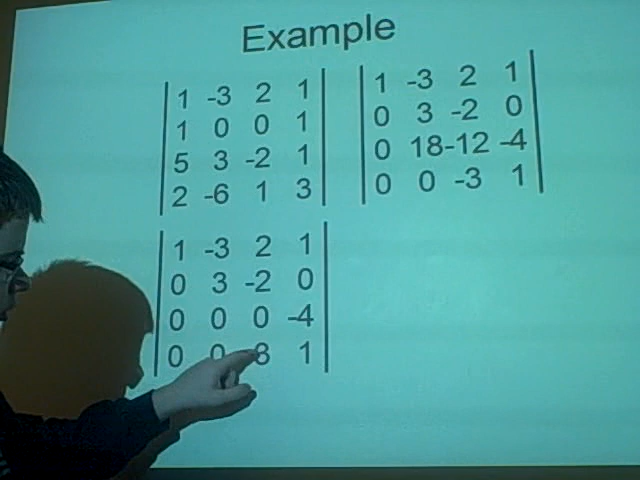 Example
1 -3 2 1
1 0 0 1
5 3 -2 1
2 -6 1 3
1 -3 2 1
0 3 -2 0
0 18 -12 -4
0 0 -3 1
1 -3 2 1
0 3 -2 0
0 0 0 -4
0 0 -3 1